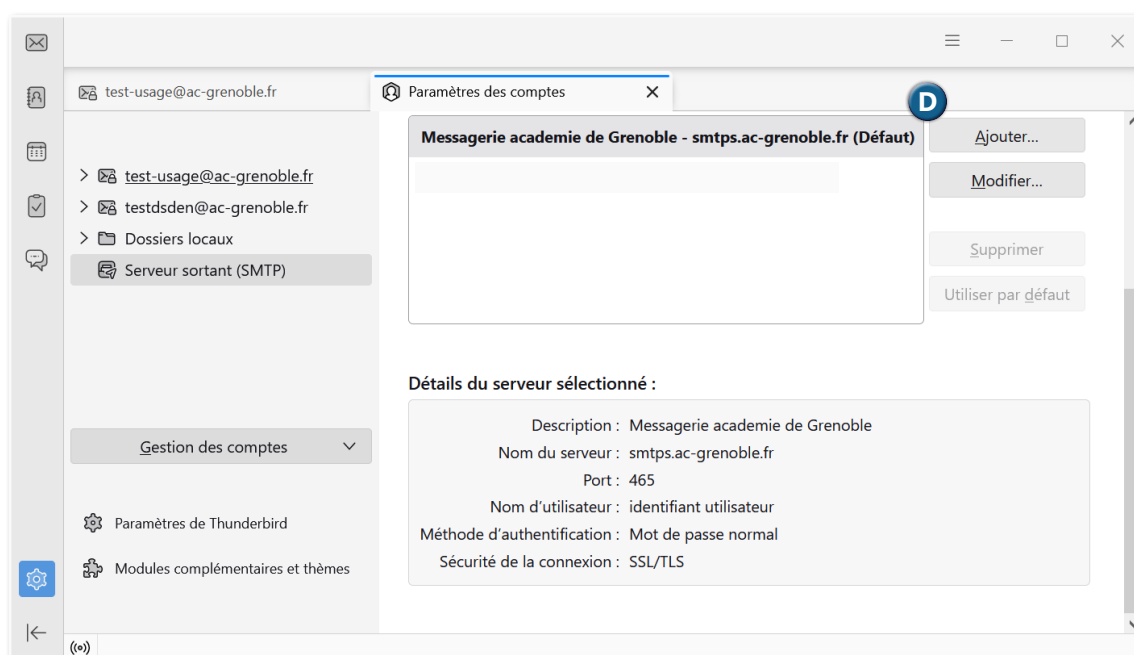 test-usage@ac-grenoble.fr
Paramètres des comptes
D
Messagerie academie de Grenoble - smtps.ac-grenoble.fr (Défaut)
Ajouter...
Modifier...
Supprimer
Utiliser par défaut
test-usage@ac-grenoble.fr
testdsden@ac-grenoble.fr
Dossiers locaux
Serveur sortant (SMTP)
Gestion des comptes
Paramètres de Thunderbird
Modules complémentaires et thèmes
Détails du serveur sélectionné :
Description : Messagerie academie de Grenoble
Nom du serveur : smtps.ac-grenoble.fr
Port : 465
Nom d’utilisateur : identifiant utilisateur
Méthode d’authentification : Mot de passe normal
Sécurité de la connexion : SSL/TLS